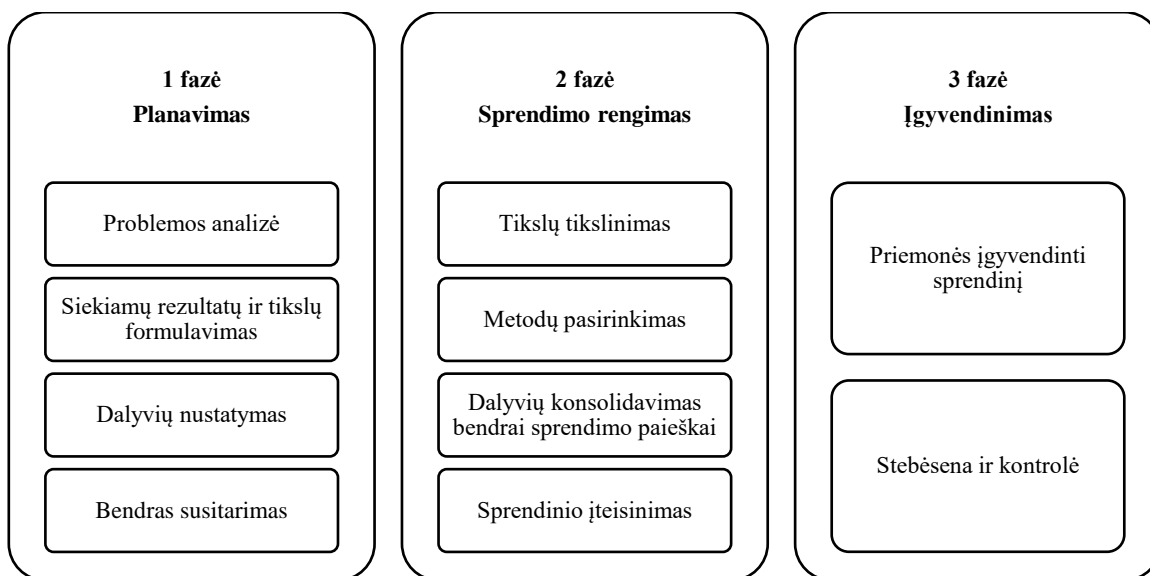 1 fazė
Planavimas
Problemos analizė
Siekiamų rezultatų ir tikslų
formulavimas
Dalyvių nustatymas
Bendras susitarimas
2 fazė
Sprendimo rengimas
Tikslų tikslinimas
Metodų pasirinkimas
Dalyvių konsolidavimas
bendrai sprendimo paieškai
Sprendinio įteisinimas
3 fazė
Įgyvendinimas
Priemonės įgyvendinti
sprendinį
Stebėsena ir kontrolė